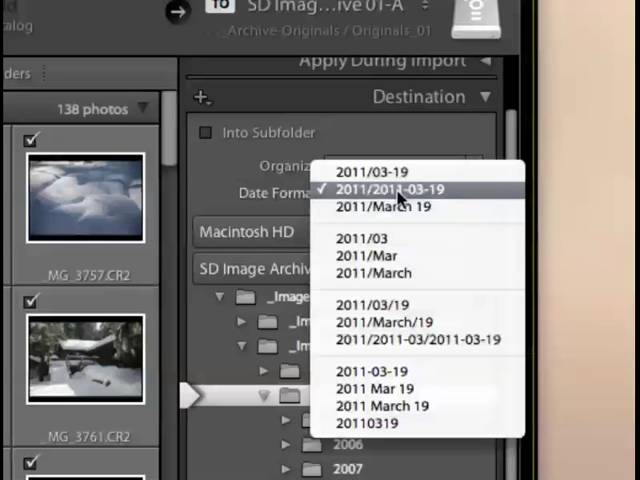 TO SD Imag...ive 01-A
atalog
_Archive-Originals / Originals_01
Apply During Import
ders
138 photos
Destination
Into Subfolder
Organiz
2011/03-19
Date Forma
2011/2011-03-19
2011/March 19
Macintosh HD
2011/03
2011/Mar
SD Image Archiv
2011/March
_MG_3757.CR2
_Image
2011/03/19
_Im
2011/March/19
_Im
2011/2011-03/2011-03-19
2011-03-19
2011 Mar 19
2011 March 19
20110319
_MG_3761.CR2
2006
2007